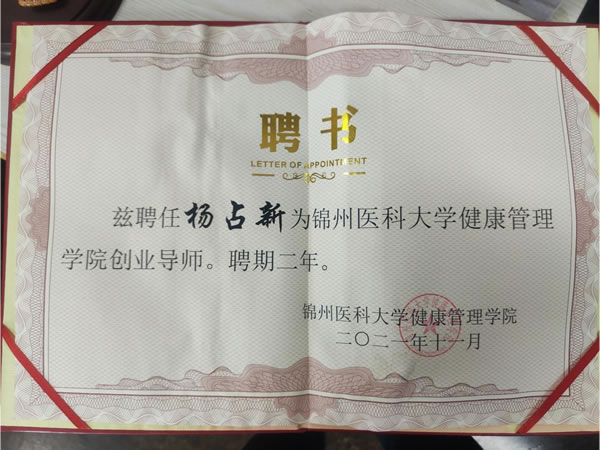 聘书
LETTER OF APPOINTMENT
兹聘任杨占新为锦州医科大学健康管理
学院创业导师。聘期二年。
锦州医科大学健康管理学院
二〇二一年十一月